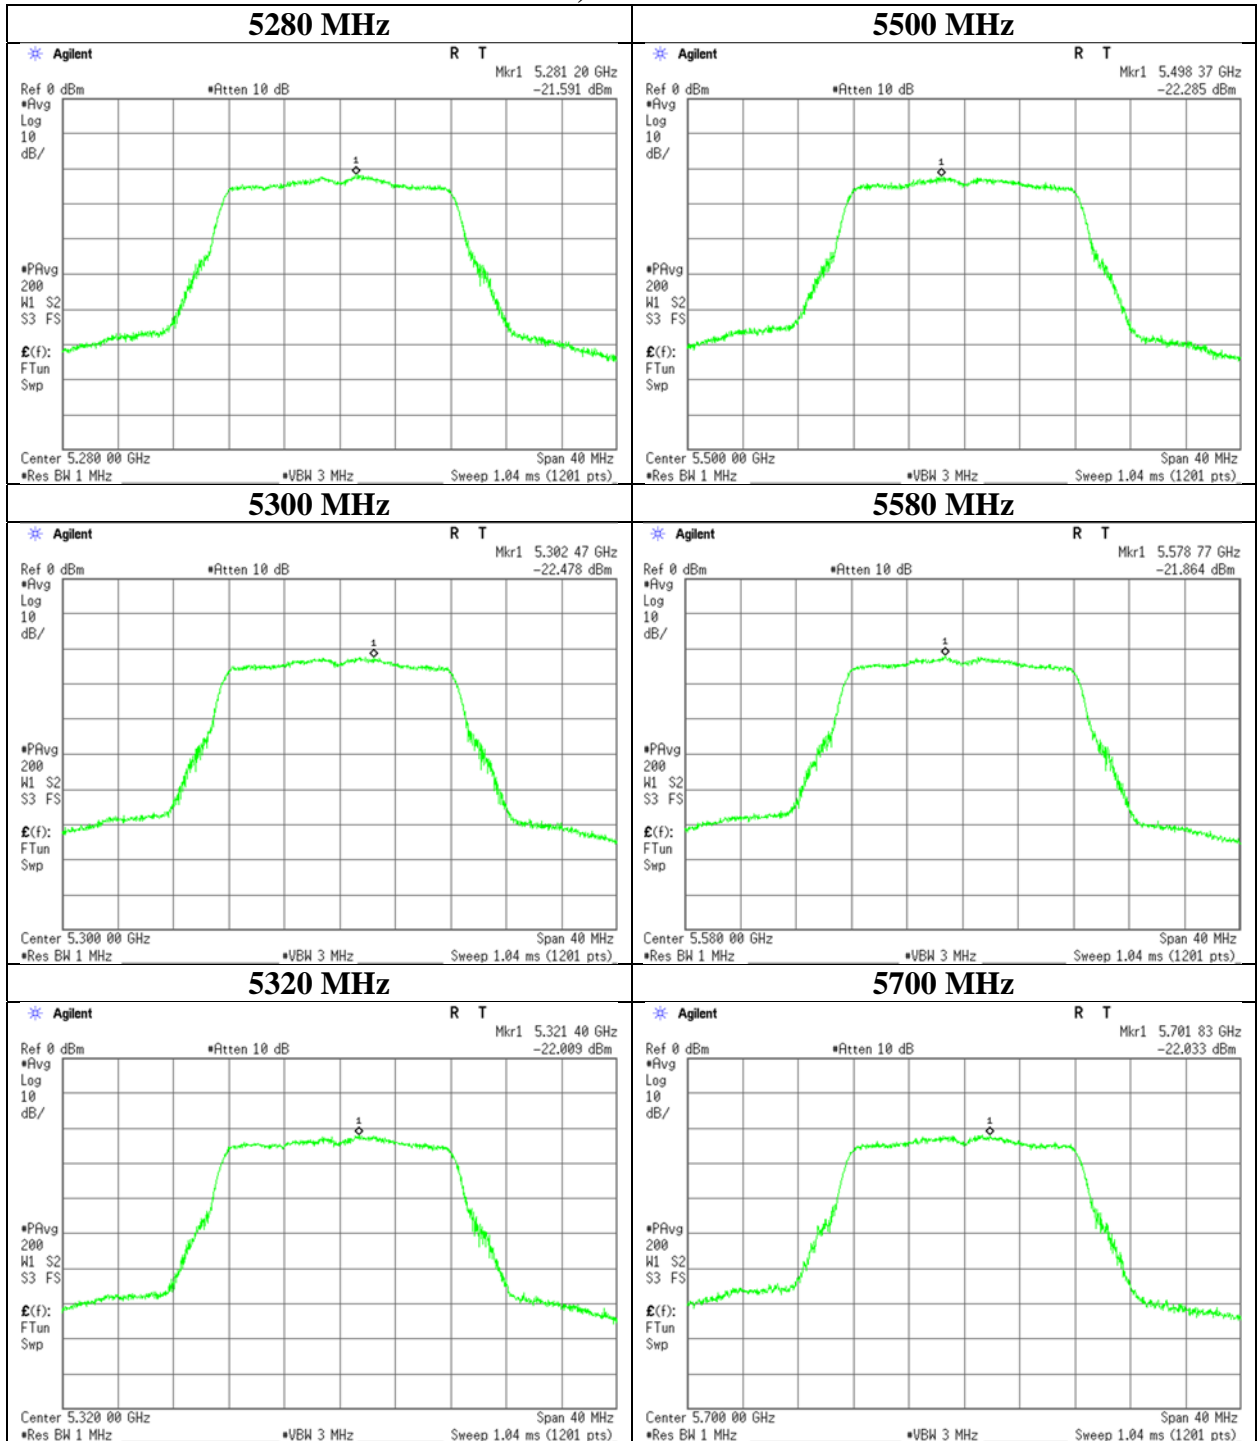 5280 MHz
Agilent R T
Mkr1 5.281 20 GHz
Ref 0 dBm *Atten 10 dB -21.591 dBm
*Avg
Log
10
dB/
1
*PAvg
200
W1 S2
S3 FS
£(f):
FTun
Swp
Center 5.280 00 GHz Span 40 MHz
*Res BW 1 MHz *VBW 3 MHz Sweep 1.04 ms (1201 pts)
5500 MHz
Agilent R T
Mkr1 5.498 37 GHz
Ref 0 dBm *Atten 10 dB -22.285 dBm
*Avg
Log
10
dB/
1
*PAvg
200
W1 S2
S3 FS
£(f):
FTun
Swp
Center 5.500 00 GHz Span 40 MHz
*Res BW 1 MHz *VBW 3 MHz Sweep 1.04 ms (1201 pts)
5300 MHz
Agilent R T
Mkr1 5.302 47 GHz
Ref 0 dBm *Atten 10 dB -22.478 dBm
*Avg
Log
10
dB/
1
*PAvg
200
W1 S2
S3 FS
£(f):
FTun
Swp
Center 5.300 00 GHz Span 40 MHz
*Res BW 1 MHz *VBW 3 MHz Sweep 1.04 ms (1201 pts)
5580 MHz
Agilent R T
Mkr1 5.578 77 GHz
Ref 0 dBm *Atten 10 dB -21.864 dBm
*Avg
Log
10
dB/
1
*PAvg
200
W1 S2
S3 FS
£(f):
FTun
Swp
Center 5.580 00 GHz Span 40 MHz
*Res BW 1 MHz *VBW 3 MHz Sweep 1.04 ms (1201 pts)
5320 MHz
Agilent R T
Mkr1 5.321 40 GHz
Ref 0 dBm *Atten 10 dB -22.009 dBm
*Avg
Log
10
dB/
1
*PAvg
200
W1 S2
S3 FS
£(f):
FTun
Swp
Center 5.320 00 GHz Span 40 MHz
*Res BW 1 MHz *VBW 3 MHz Sweep 1.04 ms (1201 pts)
5700 MHz
Agilent R T
Mkr1 5.701 83 GHz
Ref 0 dBm *Atten 10 dB -22.033 dBm
*Avg
Log
10
dB/
1
*PAvg
200
W1 S2
S3 FS
£(f):
FTun
Swp
Center 5.700 00 GHz Span 40 MHz
*Res BW 1 MHz *VBW 3 MHz Sweep 1.04 ms (1201 pts)